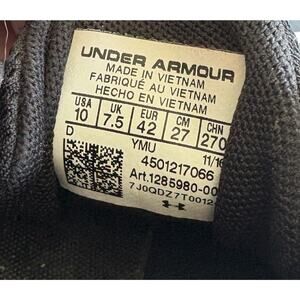 UNDER ARMOUR
MADE IN VIETNAM
FABRIQUÉ AU VIETNAM
HECHO EN VIETNAM
USA UK EUR CM CHN
10 7.5 42 27 270
D YMU 11/16
4501217066
Art.1285980-00
7J0QDZ7T0012